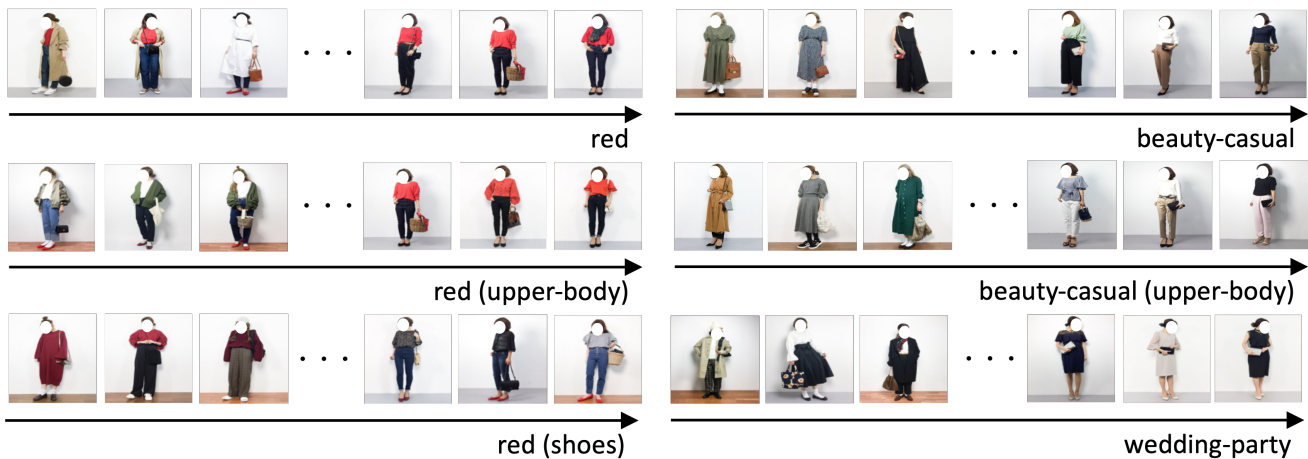 red
beauty-casual
red (upper-body)
beauty-casual (upper-body)
red (shoes)
wedding-party